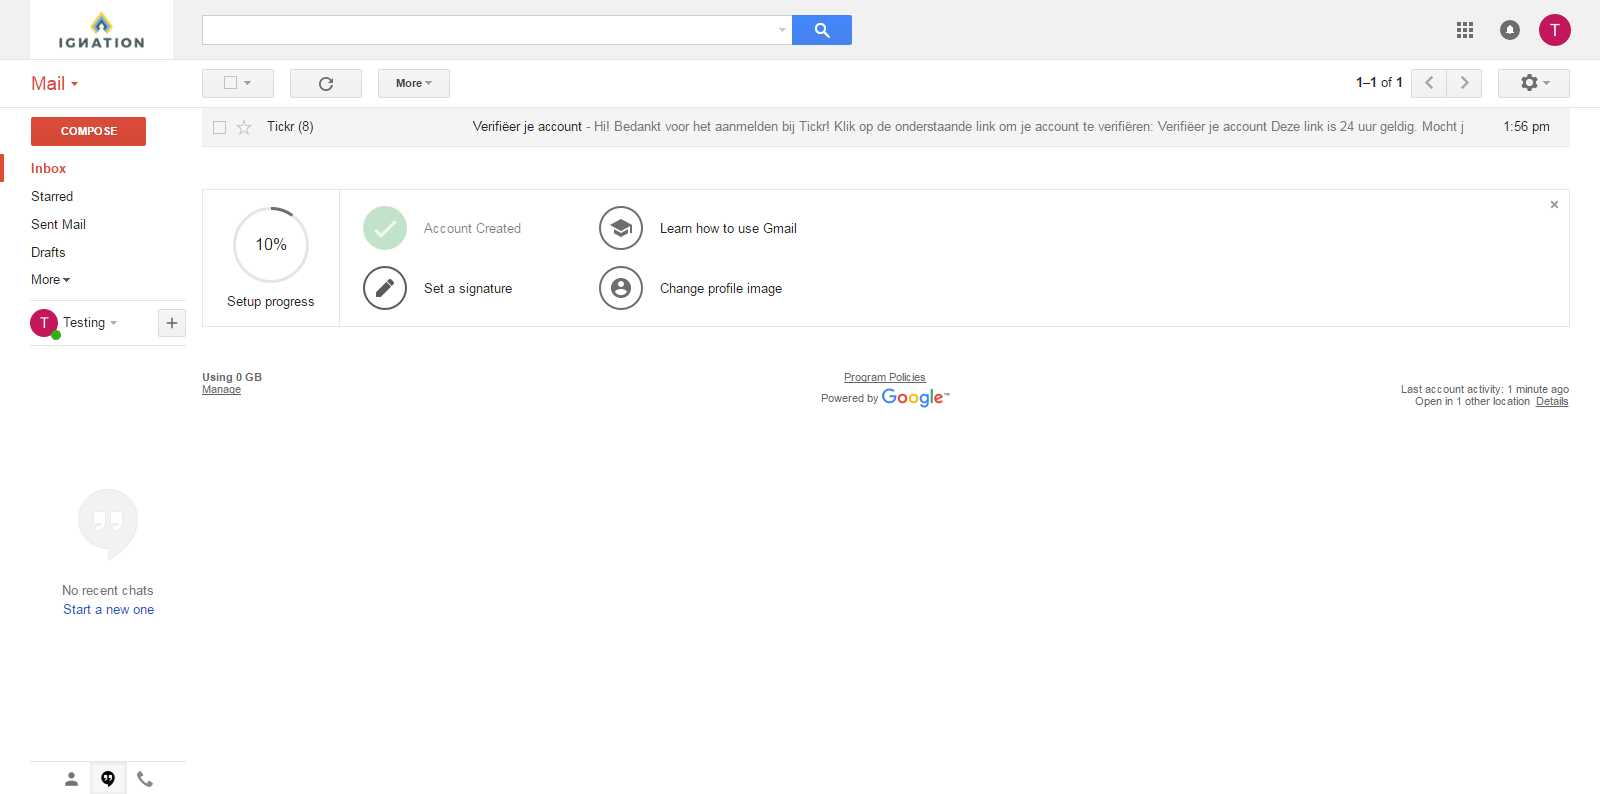 IGNATION
T
Mail
More
1–1 of 1
COMPOSE
Tickr (8) Verifiëer je account - Hi! Bedankt voor het aanmelden bij Tickr! Klik op de onderstaande link om je account te verifiëren: Verifiëer je account Deze link is 24 uur geldig. Mocht j 1:56 pm
Inbox
Starred
Sent Mail
Drafts
More
T Testing
10%
Setup progress
Account Created
Learn how to use Gmail
Set a signature
Change profile image
Using 0 GB
Manage
Program Policies
Powered by Google™
Last account activity: 1 minute ago
Open in 1 other location Details
No recent chats
Start a new one